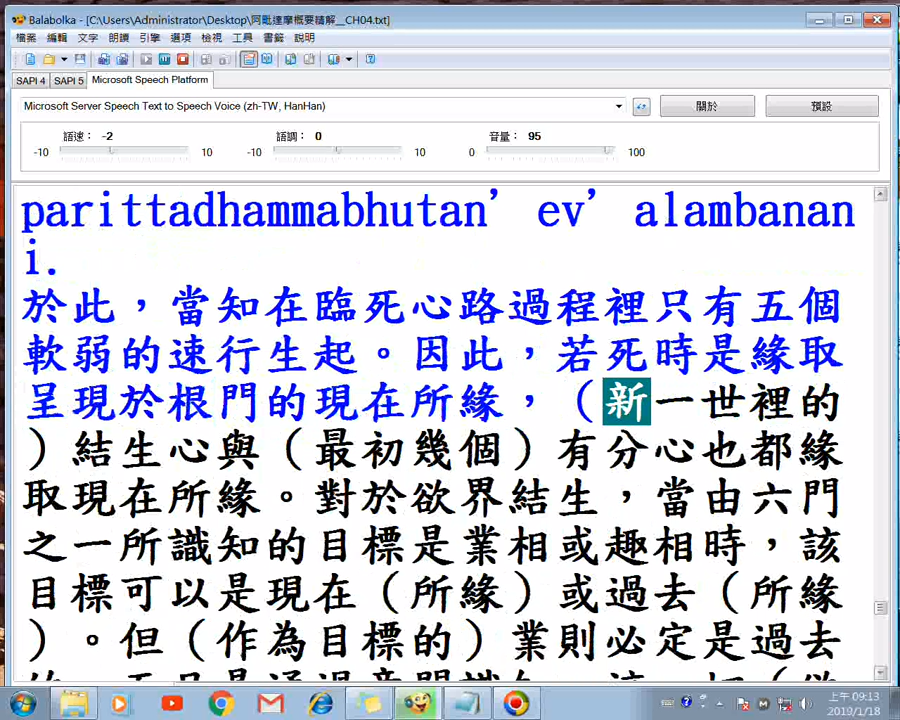 Balabolka - [C:\Users\Administrator\Desktop\阿毗達摩概要精解__CH04.txt]
檔案 編輯 文字 朗讀 引擎 選項 檢視 工具 書籤 說明
SAPI 4 SAPI 5 Microsoft Speech Platform
Microsoft Server Speech Text to Speech Voice (zh-TW, HanHan) 關於 預設
語速： -2 語調： 0 音量： 95
-10 10 -10 10 0 100
parittadhammabhutan’ ev’ alambanan
i.
於此，當知在臨死心路過程裡只有五個
軟弱的速行生起。因此，若死時是緣取
呈現於根門的現在所緣，（新一世裡的
）結生心與（最初幾個）有分心也都緣
取現在所緣。對於欲界結生，當由六門
之一所識知的目標是業相或趣相時，該
目標可以是現在（所緣）或過去（所緣
）。但（作為目標的）業則必定是過去
上午 09:13
2019/1/18